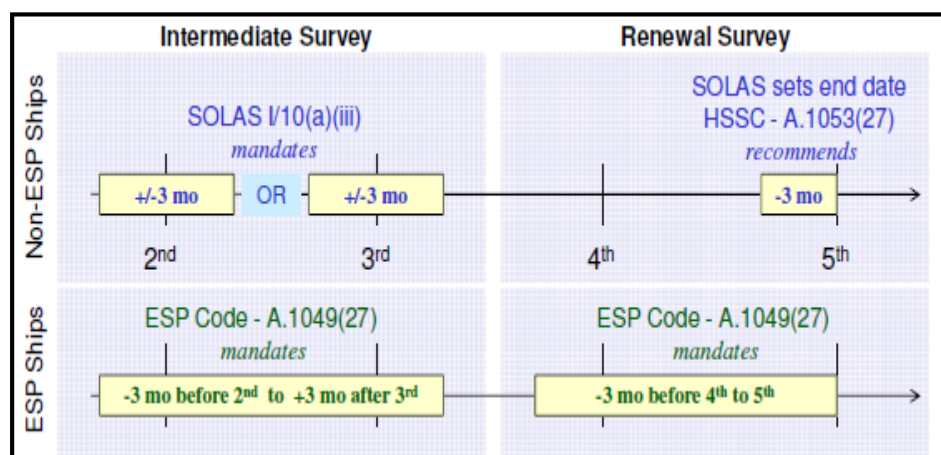 Intermediate Survey
Renewal Survey
Non-ESP Ships
SOLAS I/10(a)(iii)
mandates
+/-3 mo
OR
+/-3 mo
2nd
3rd
SOLAS sets end date
HSSC - A.1053(27)
recommends
-3 mo
4th
5th
ESP Ships
ESP Code - A.1049(27)
mandates
-3 mo before 2nd to +3 mo after 3rd
ESP Code - A.1049(27)
mandates
-3 mo before 4th to 5th